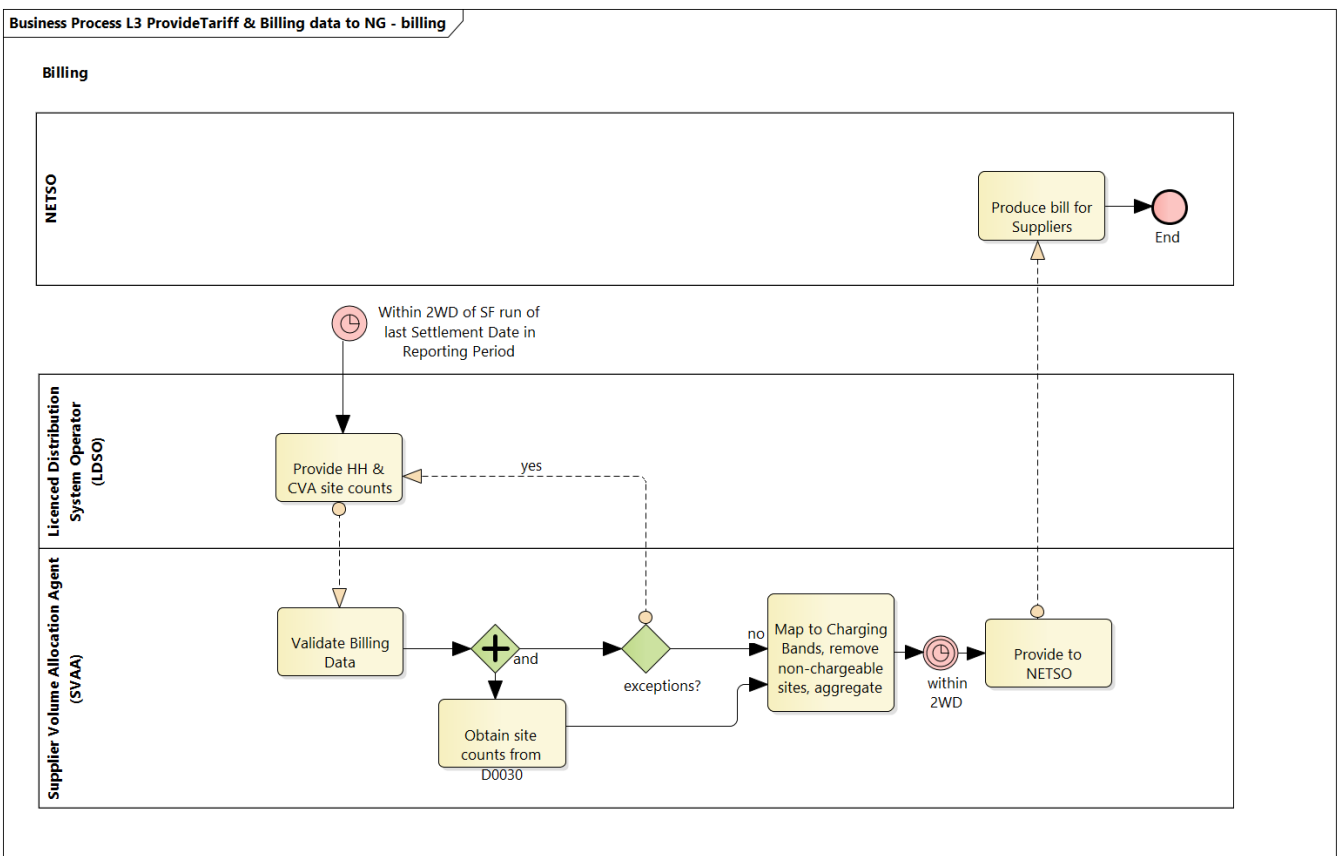 Business Process L3 ProvideTariff & Billing data to NG - billing
Billing
NETSO
Produce bill for
Suppliers
End
Within 2WD of SF run of
last Settlement Date in
Reporting Period
Licenced Distribution
System Operator
(LDSO)
Provide HH &
CVA site counts
yes
Supplier Volume Allocation Agent
(SVAA)
Validate Billing
Data
and
exceptions?
no
Map to Charging
Bands, remove
non-chargeable
sites, aggregate
within
2WD
Provide to
NETSO
Obtain site
counts from
D0030